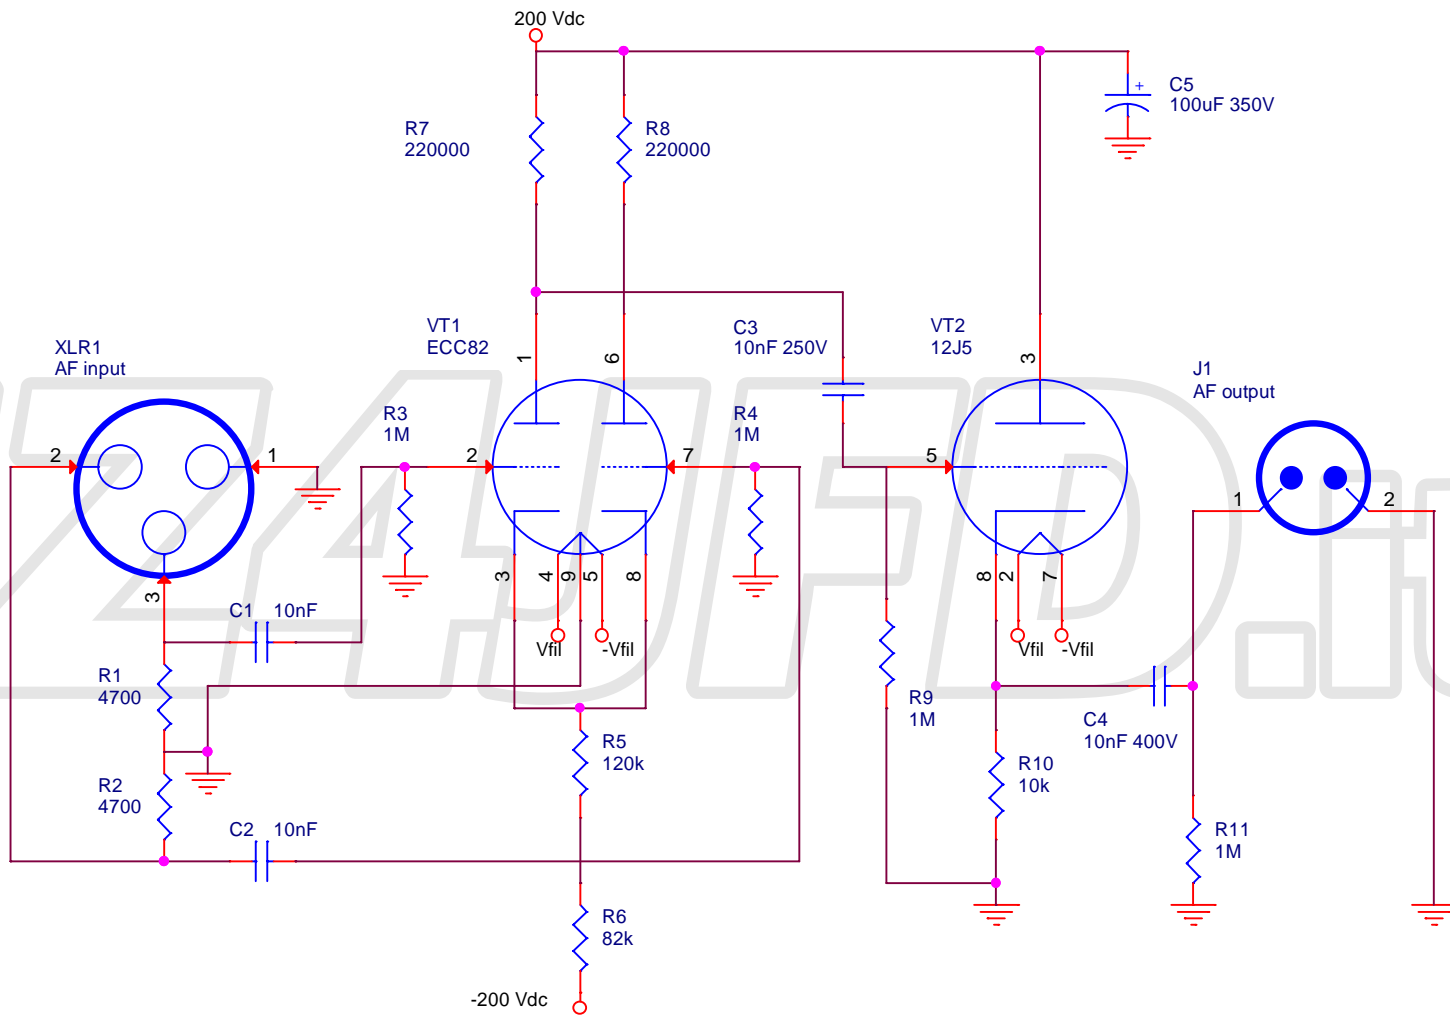 200 Vdc
C5
100uF 350V
R7
220000
R8
220000
VT1
ECC82
1
6
C3
10nF 250V
VT2
12J5
3
XLR1
AF input
J1
AF output
R3
1M
R4
1M
2
1
2
7
5
1
2
3
3
4
9
5
8
8
2
7
C1 10nF
Vfil
-Vfil
Vfil
-Vfil
R1
4700
R9
1M
C4
10nF 400V
R5
120k
R10
10k
R2
4700
C2 10nF
R11
1M
R6
82k
-200 Vdc